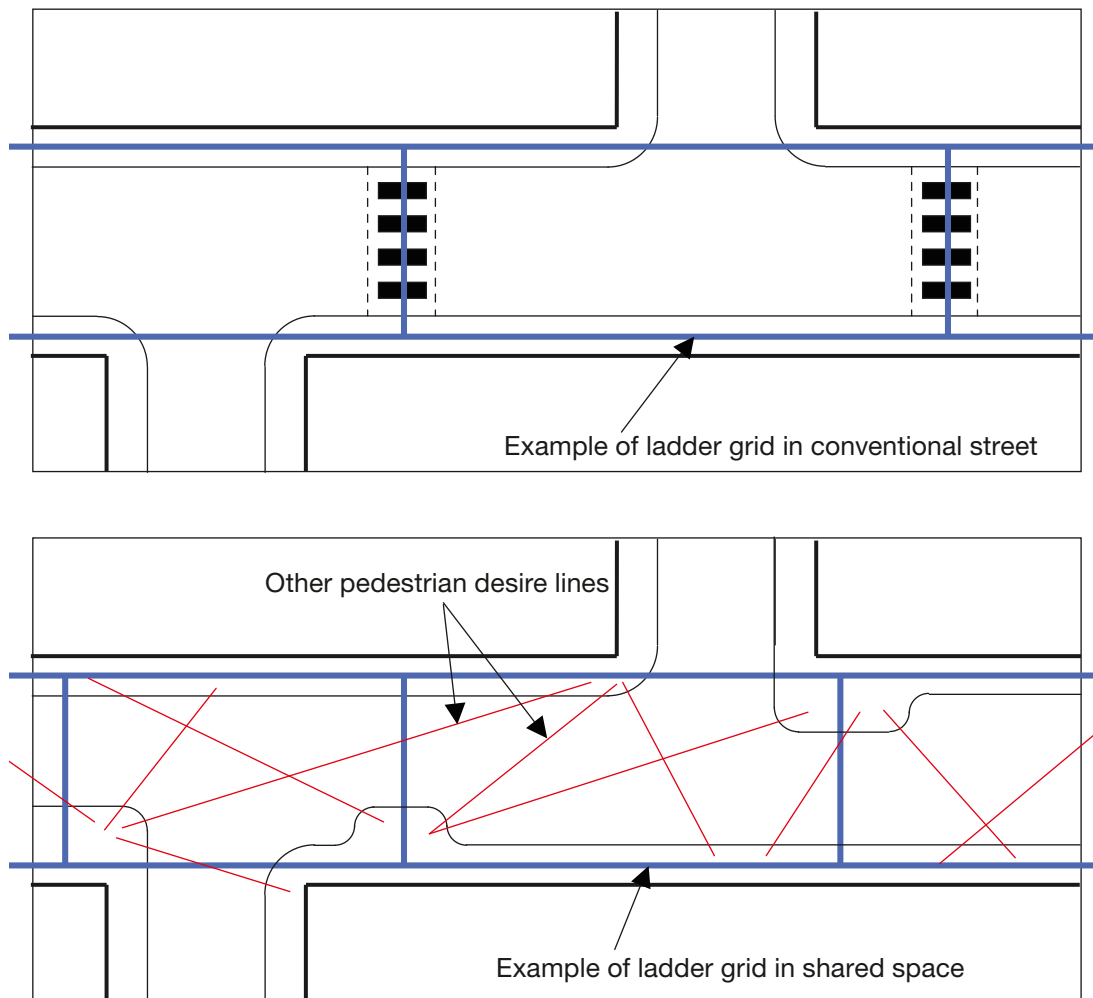 Example of ladder grid in conventional street
Other pedestrian desire lines
Example of ladder grid in shared space